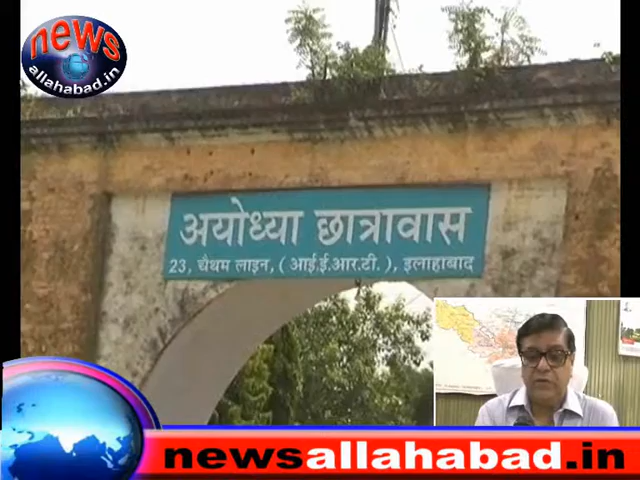 news
allahabad.in
अयोध्या छात्रावास
23, चैथम लाइन, ( आई.ई.आर.टी. ), इलाहाबाद
newsallahabad.in